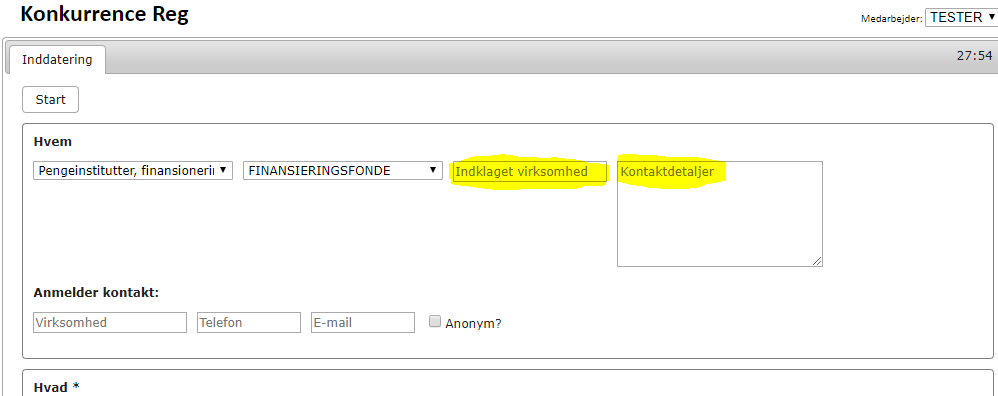 Konkurrence Reg
Medarbejder: TESTER
Inddatering 27:54
Start
Hvem
Pengeinstitutter, finansionerin FINANSIERINGSFONDE Indklaget virksomhed Kontaktdetaljer
Anmelder kontakt:
Virksomhed Telefon E-mail Anonym?
Hvad *